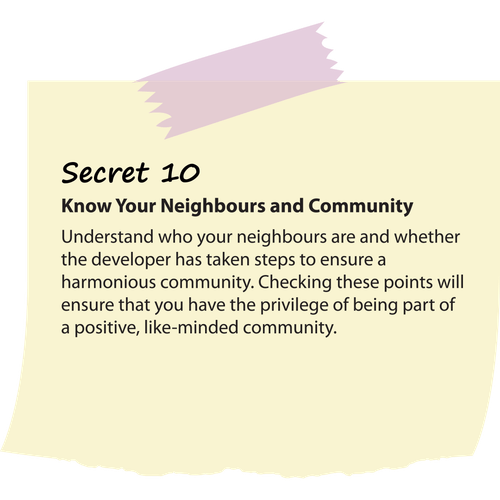 Secret 10
Know Your Neighbours and Community
Understand who your neighbours are and whether
the developer has taken steps to ensure a
harmonious community. Checking these points will
ensure that you have the privilege of being part of
a positive, like-minded community.